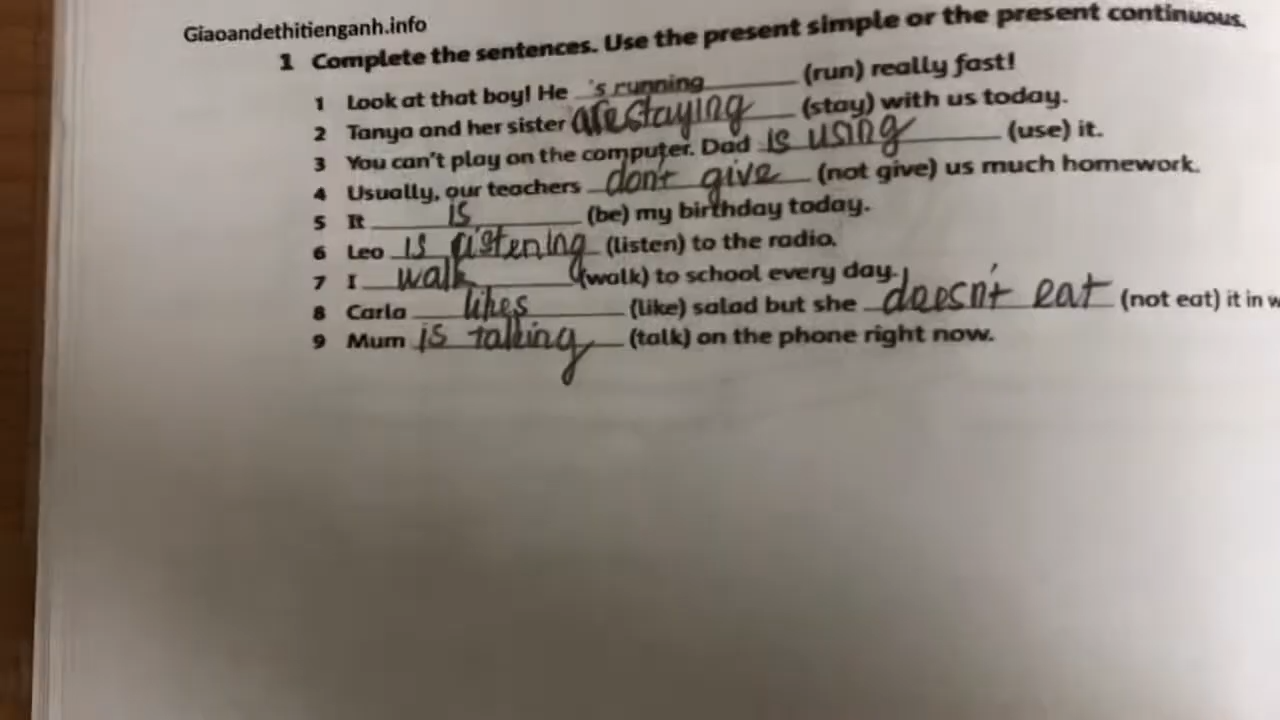 Giaoandethitienganh.info
1 Complete the sentences. Use the present simple or the present continuous.
1 Look at that boy! He 's running (run) really fast!
2 Tanya and her sister are staying (stay) with us today.
3 You can't play on the computer. Dad is using (use) it.
4 Usually, our teachers don't give (not give) us much homework.
5 It is (be) my birthday today.
6 Leo is listening (listen) to the radio.
7 I walk (walk) to school every day.
8 Carla likes (like) salad but she doesn't eat (not eat) it in
9 Mum is talking (talk) on the phone right now.